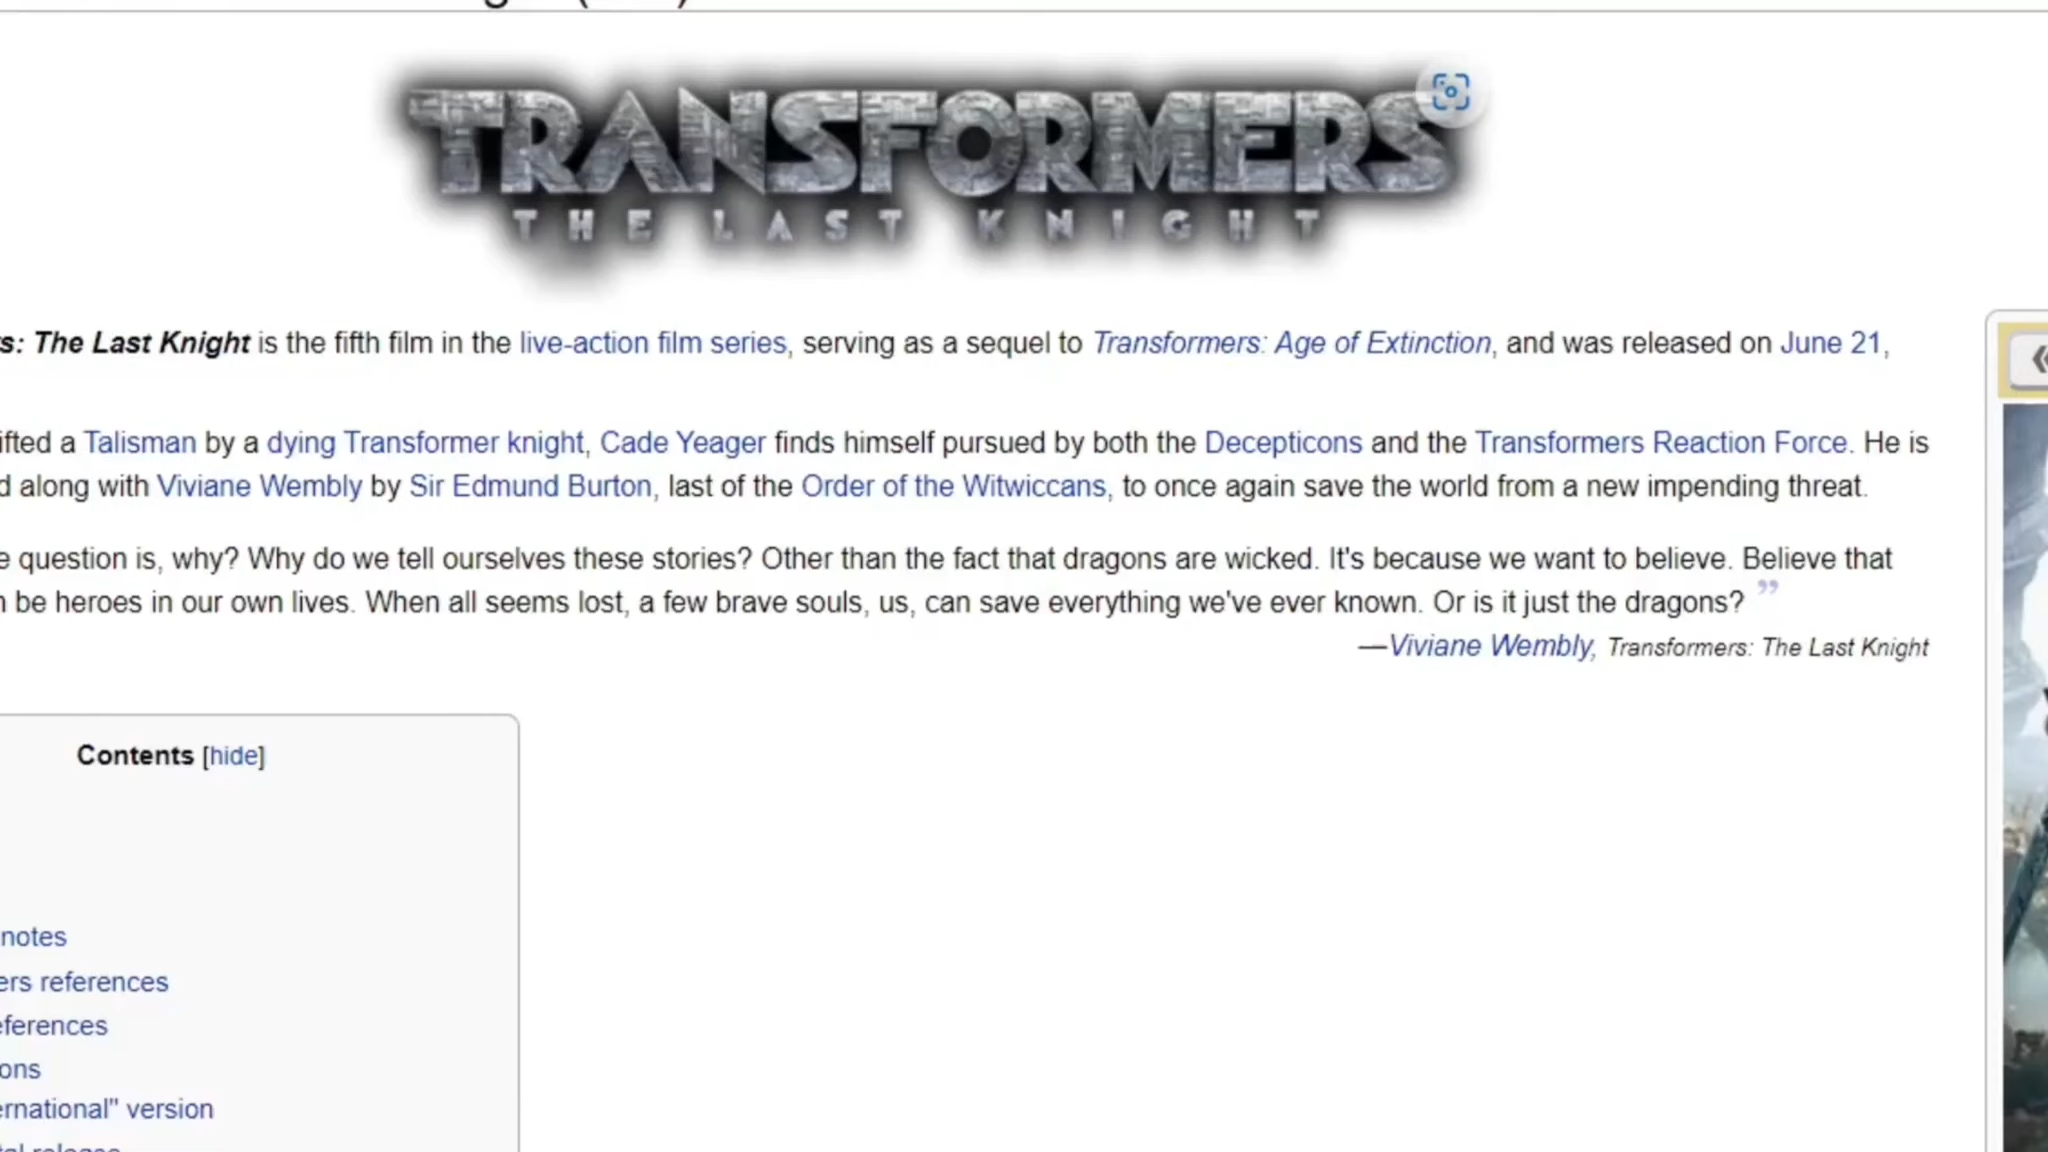 TRANSFORMERS
THE LAST KNIGHT
s: The Last Knight is the fifth film in the live-action film series, serving as a sequel to Transformers: Age of Extinction, and was released on June 21,
ifted a Talisman by a dying Transformer knight, Cade Yeager finds himself pursued by both the Decepticons and the Transformers Reaction Force. He is
d along with Viviane Wembly by Sir Edmund Burton, last of the Order of the Witwiccans, to once again save the world from a new impending threat.
e question is, why? Why do we tell ourselves these stories? Other than the fact that dragons are wicked. It's because we want to believe. Believe that
n be heroes in our own lives. When all seems lost, a few brave souls, us, can save everything we've ever known. Or is it just the dragons? ”
—Viviane Wembly, Transformers: The Last Knight
Contents [hide]
notes
ers references
eferences
ons
ernational" version